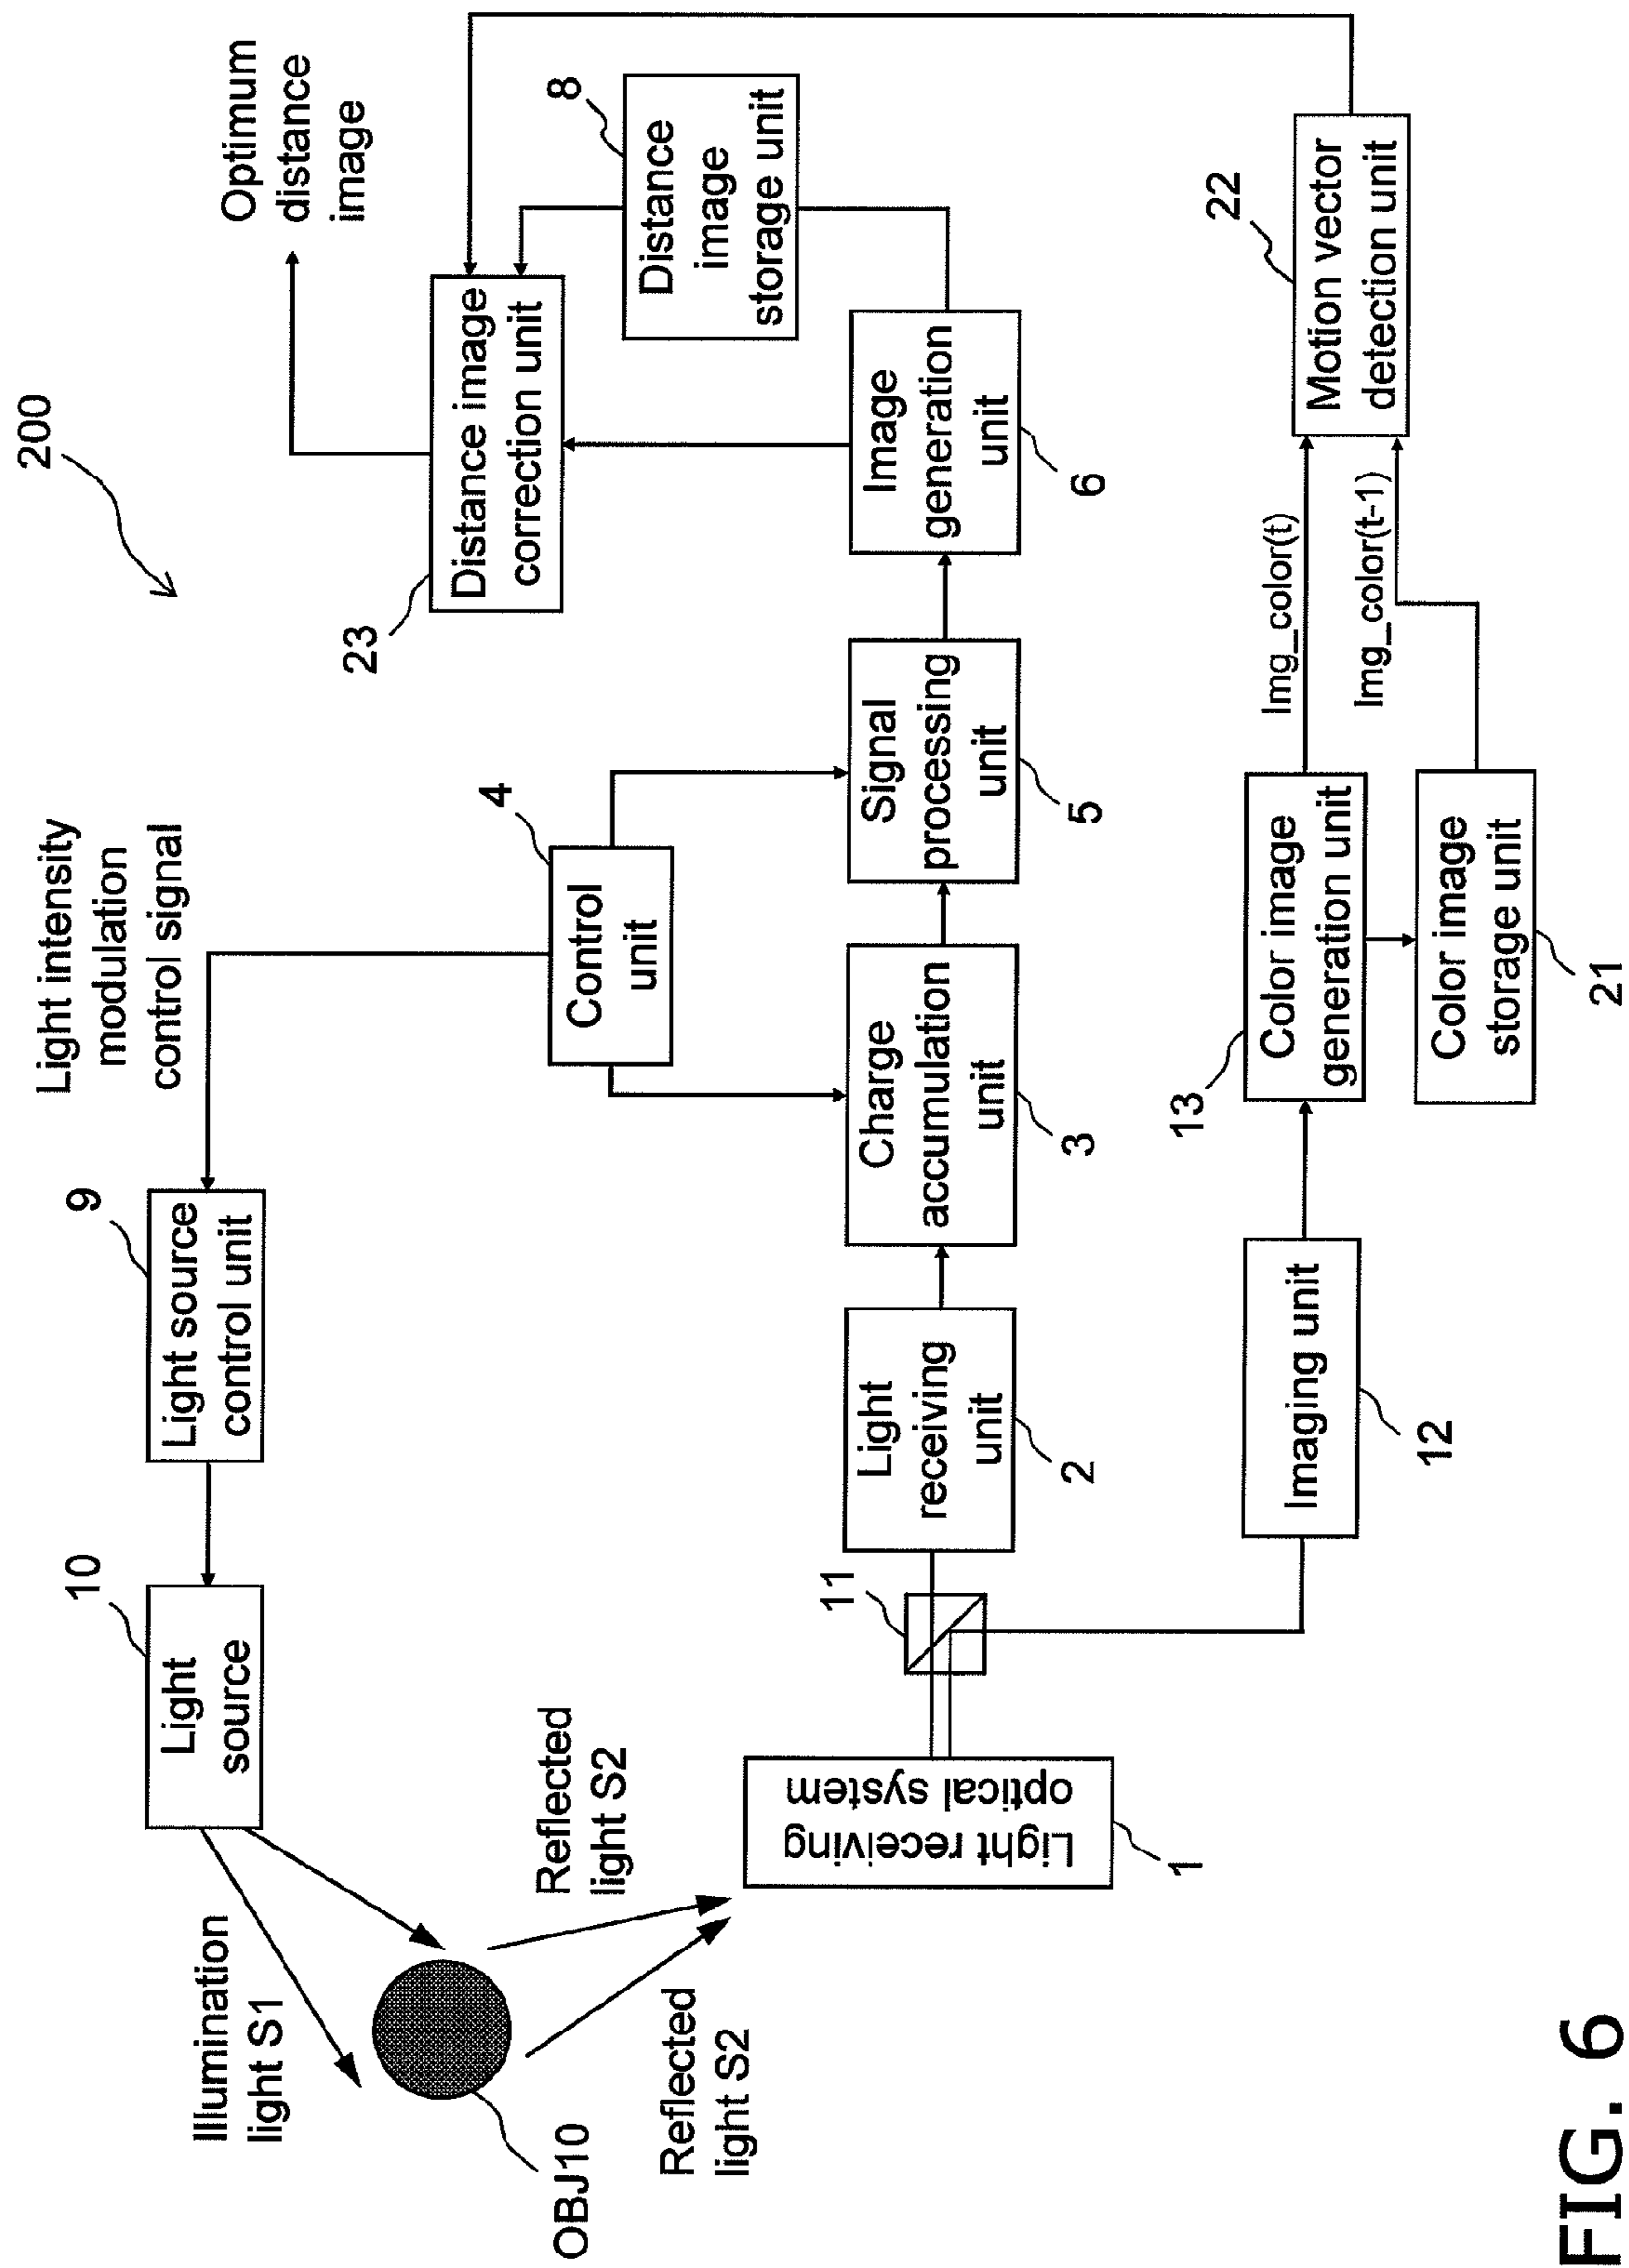 200
Light intensity
modulation
control signal
Optimum
distance
image
10
Light
source
9
Light source
control unit
Illumination
light S1
4
Control
unit
23
Distance image
correction unit
8
Distance
image
storage unit
OBJ10
Reflected
light S2
Reflected
light S2
Light receiving
optical system
1
11
Light
receiving
unit
2
Charge
accumulation
unit
3
Signal
processing
unit
5
Image
generation
unit
6
Imaging unit
12
13
Color image
generation unit
Color image
storage unit
21
Img_color(t)
Img_color(t-1)
22
Motion vector
detection unit
FIG. 6